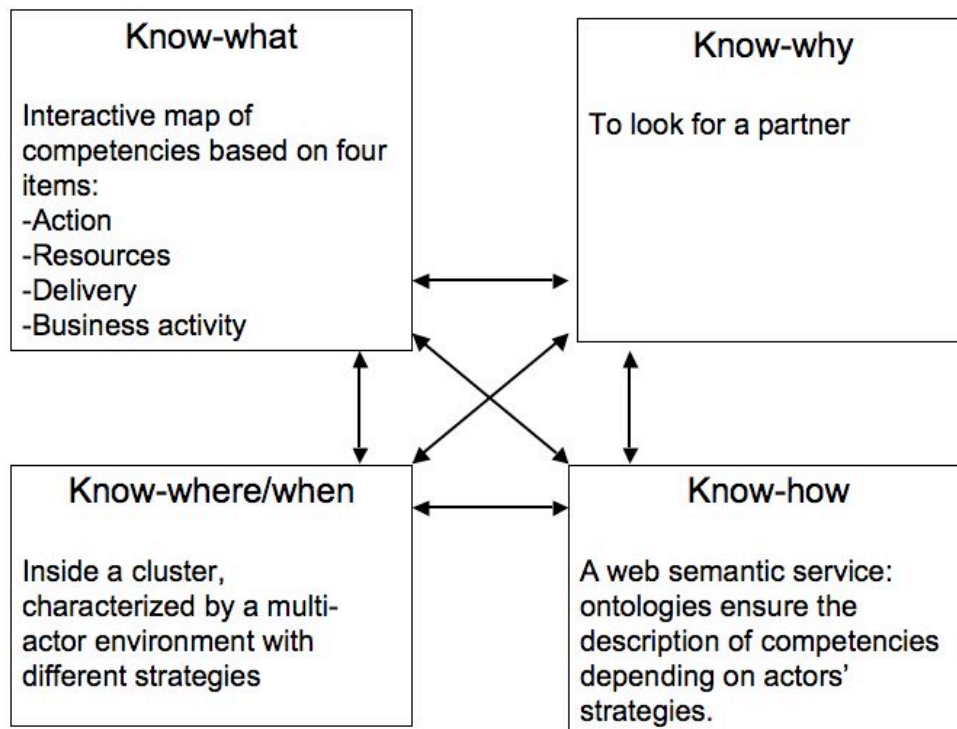 Know-what
Interactive map of
competencies based on four
items:
-Action
-Resources
-Delivery
-Business activity
Know-why
To look for a partner
Know-where/when
Inside a cluster,
characterized by a multi-
actor environment with
different strategies
Know-how
A web semantic service:
ontologies ensure the
description of competencies
depending on actors’
strategies.